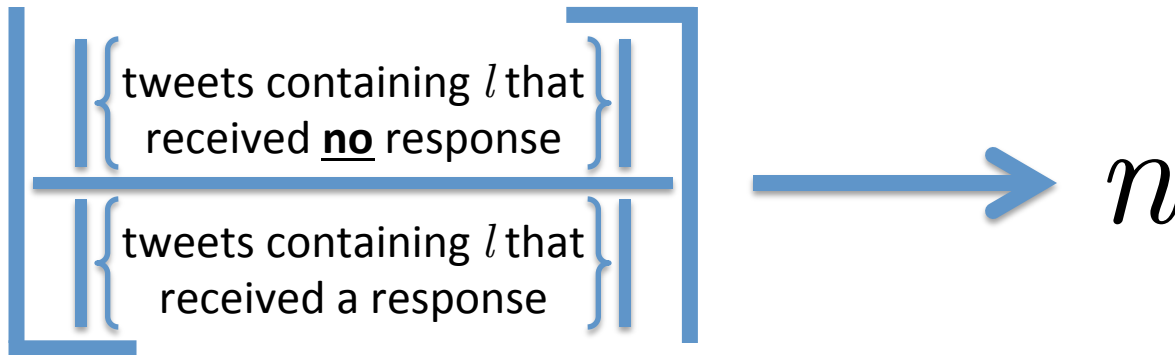 tweets containing l that
received no response
n
tweets containing l that
received a response